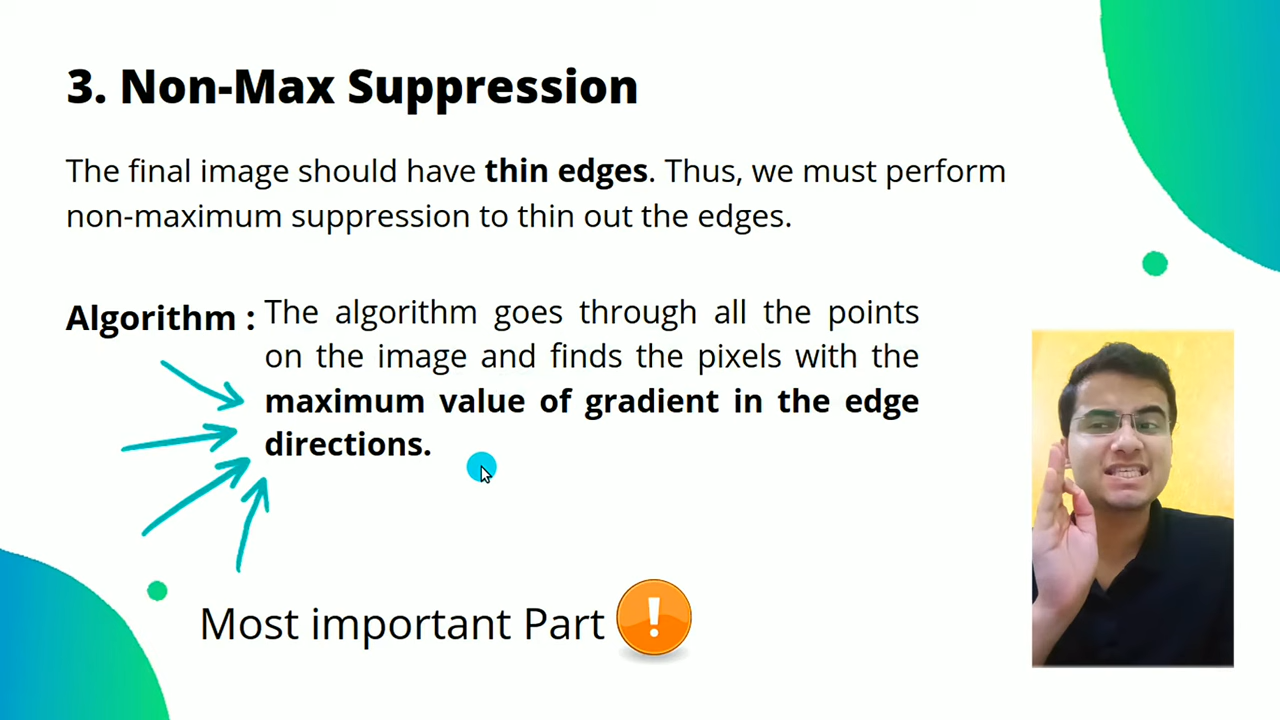 3. Non-Max Suppression
The final image should have thin edges. Thus, we must perform
non-maximum suppression to thin out the edges.
Algorithm : The algorithm goes through all the points
on the image and finds the pixels with the
maximum value of gradient in the edge
directions.
Most important Part !